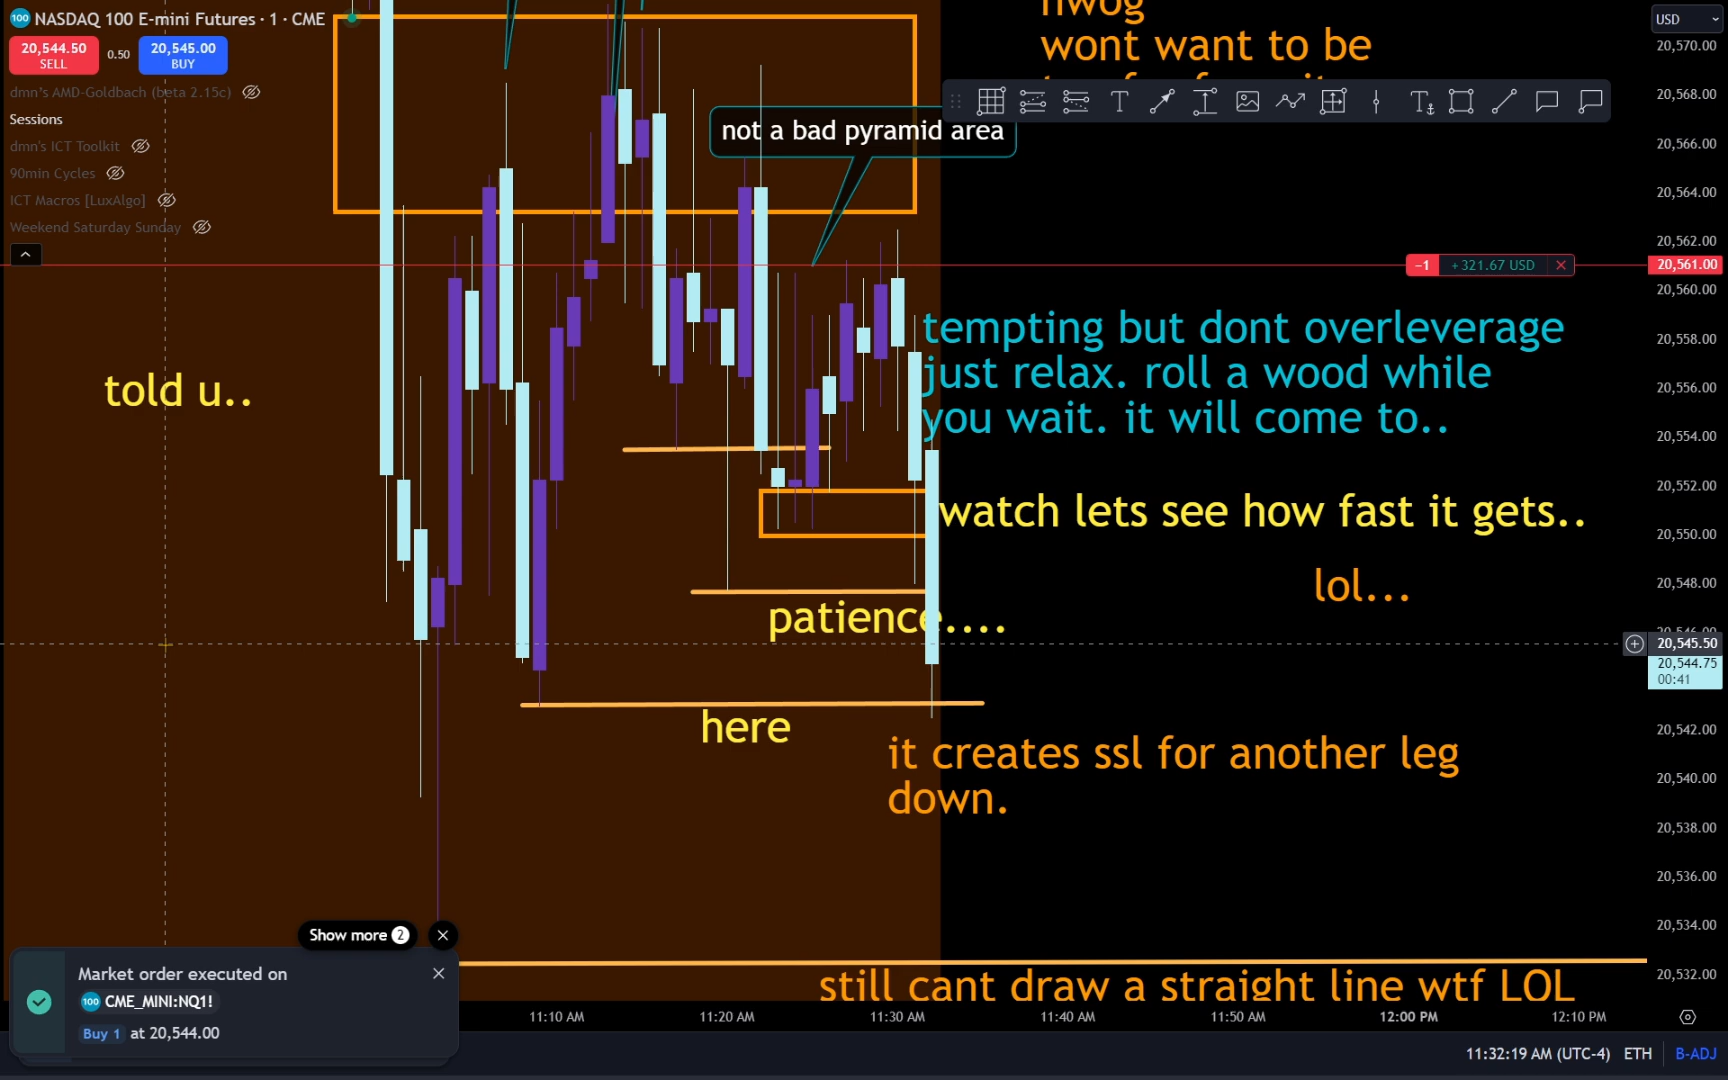 NASDAQ 100 E-mini Futures · 1 · CME
20,544.50
SELL
0.50
20,545.00
BUY
dmn's AMD-Goldbach (beta 2.15c)
Sessions
dmn's ICT Toolkit
90min Cycles
ICT Macros [LuxAlgo]
Weekend Saturday Sunday
nwog
wont want to be
not a bad pyramid area
-1 +321.67 USD
told u..
tempting but dont overleverage
just relax. roll a wood while
you wait. it will come to..
watch lets see how fast it gets..
lol...
patience....
here
it creates ssl for another leg
down.
still cant draw a straight line wtf LOL
USD
20,570.00
20,568.00
20,566.00
20,564.00
20,562.00
20,561.00
20,560.00
20,558.00
20,556.00
20,554.00
20,552.00
20,550.00
20,548.00
20,545.50
20,544.75
00:41
20,542.00
20,540.00
20,538.00
20,536.00
20,534.00
20,532.00
Show more 2
Market order executed on
100 CME_MINI:NQ1!
Buy 1 at 20,544.00
11:10 AM
11:20 AM
11:30 AM
11:40 AM
11:50 AM
12:00 PM
12:10 PM
11:32:19 AM (UTC-4)
ETH
B-ADJ